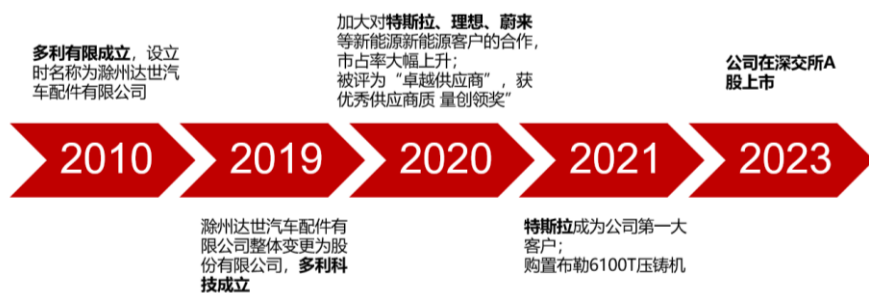 多利有限成立，设立
时名称为滁州达世汽
车配件有限公司
加大对特斯拉、理想、蔚来
等新能源新能源客户的合作，
市占率大幅上升；
被评为“卓越供应商”，获
优秀供应商质 量创领奖”
公司在深交所A
股上市
2010
2019
2020
2021
2023
滁州达世汽车配件有
限公司整体变更为股
份有限公司，多利科
技成立
特斯拉成为公司第一大
客户；
购置布勒6100T压铸机